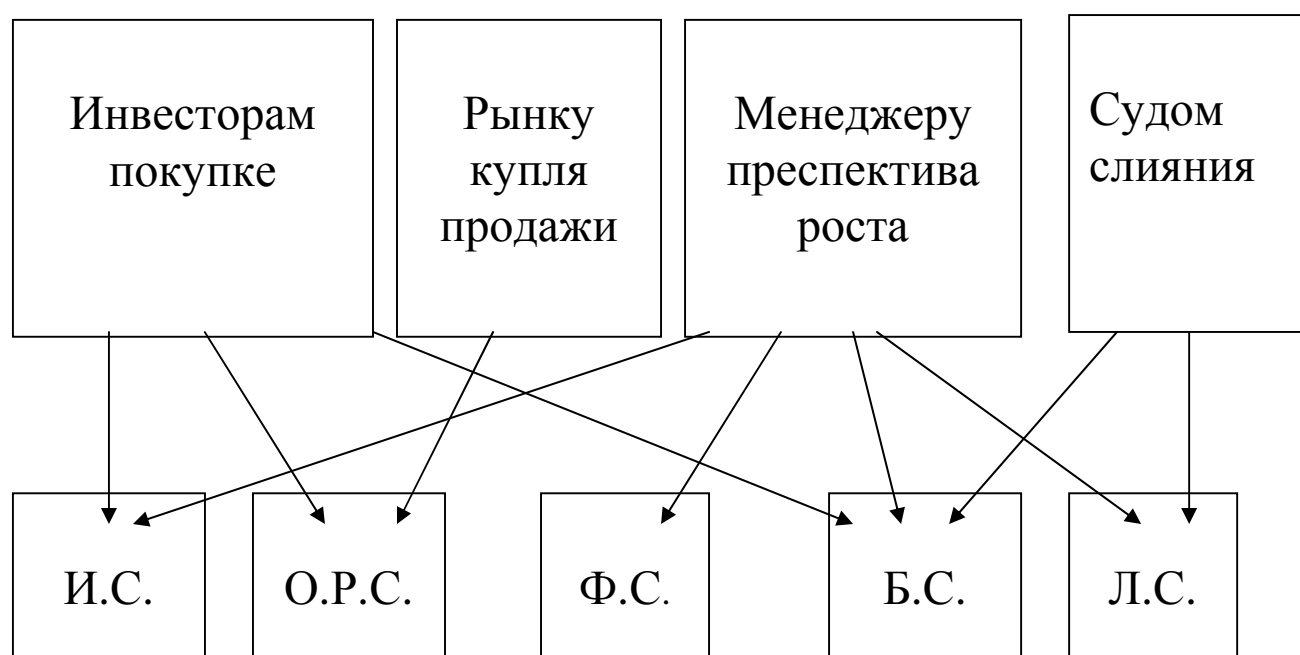 Инвесторам
покупке
Рынку
купля
продажи
Менеджеру
преспектива
роста
Судом
слияния
И.С.
О.Р.С.
Ф.С.
Б.С.
Л.С.